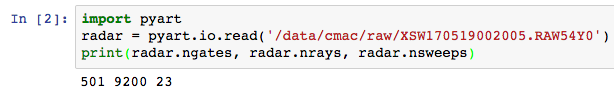 In [2]: import pyart
radar = pyart.io.read('/data/cmac/raw/XSW170519002005.RAW54Y0')
print(radar.ngates, radar.nrays, radar.nsweeps)
501 9200 23